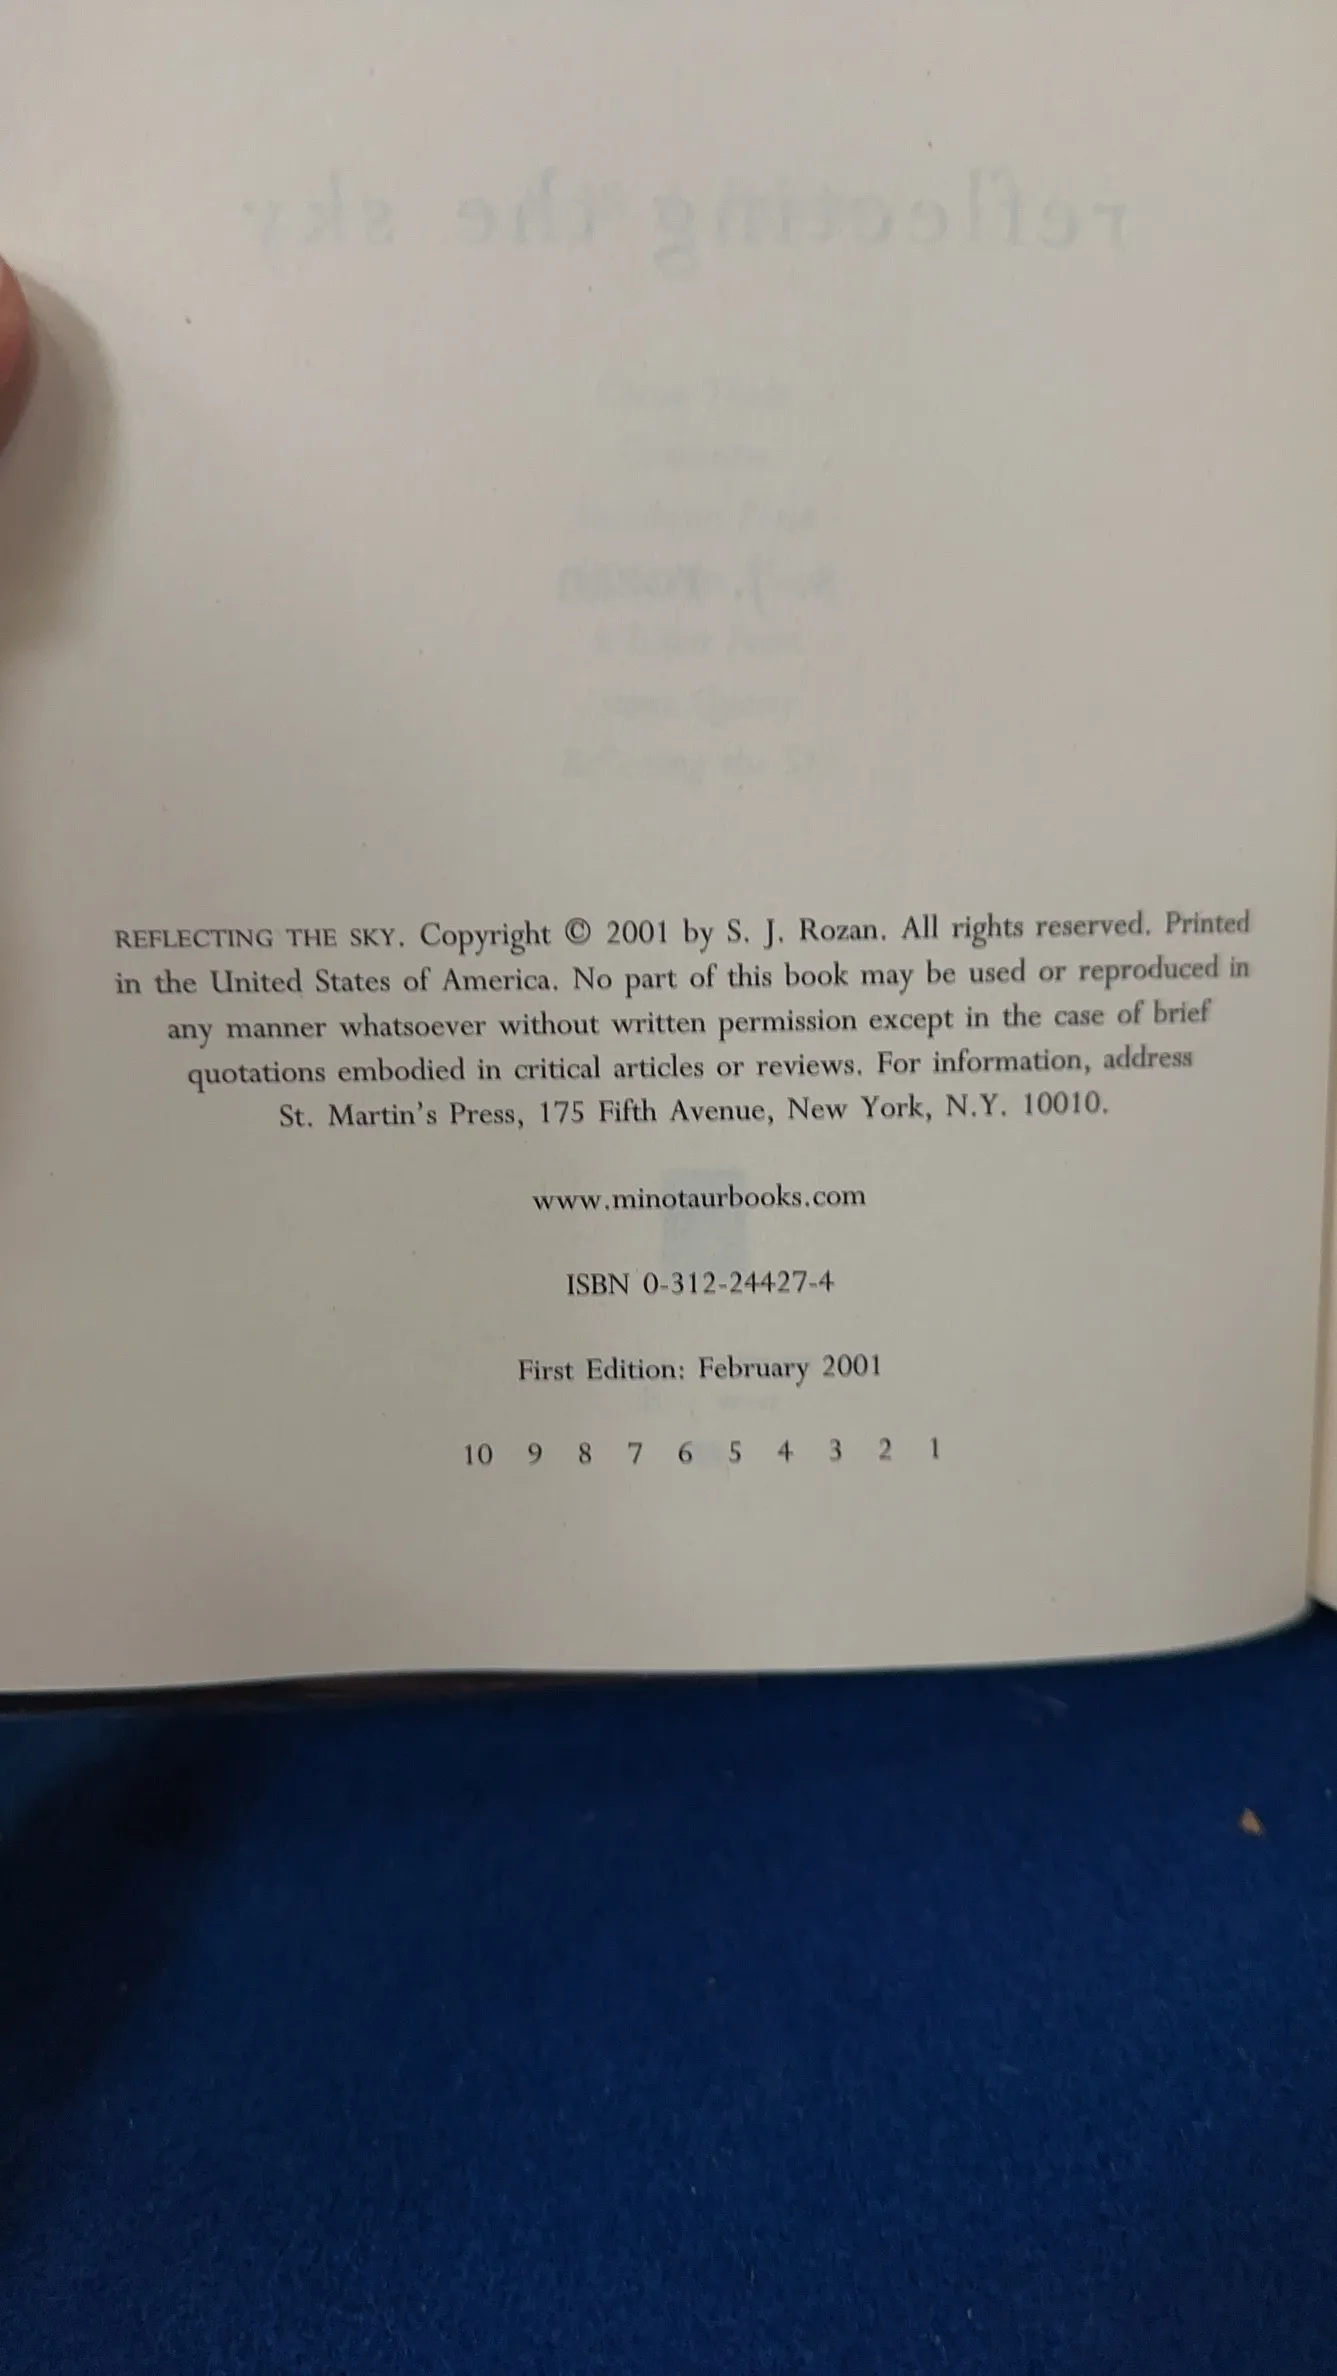 reflecting the sky
REFLECTING THE SKY. Copyright © 2001 by S. J. Rozan. All rights reserved. Printed
in the United States of America. No part of this book may be used or reproduced in
any manner whatsoever without written permission except in the case of brief
quotations embodied in critical articles or reviews. For information, address
St. Martin's Press, 175 Fifth Avenue, New York, N.Y. 10010.
www.minotaurbooks.com
ISBN 0-312-24427-4
First Edition: February 2001
10 9 8 7 6 5 4 3 2 1